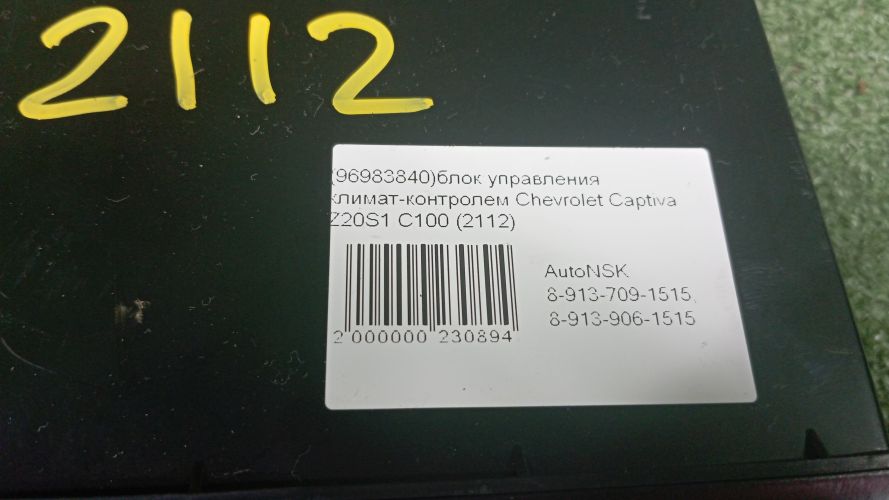 2112
(96983840)блок управления
климат-контролем Chevrolet Captiva
Z20S1 C100 (2112)
AutoNSK
8-913-709-1515,
8-913-906-1515
2 000000 230894